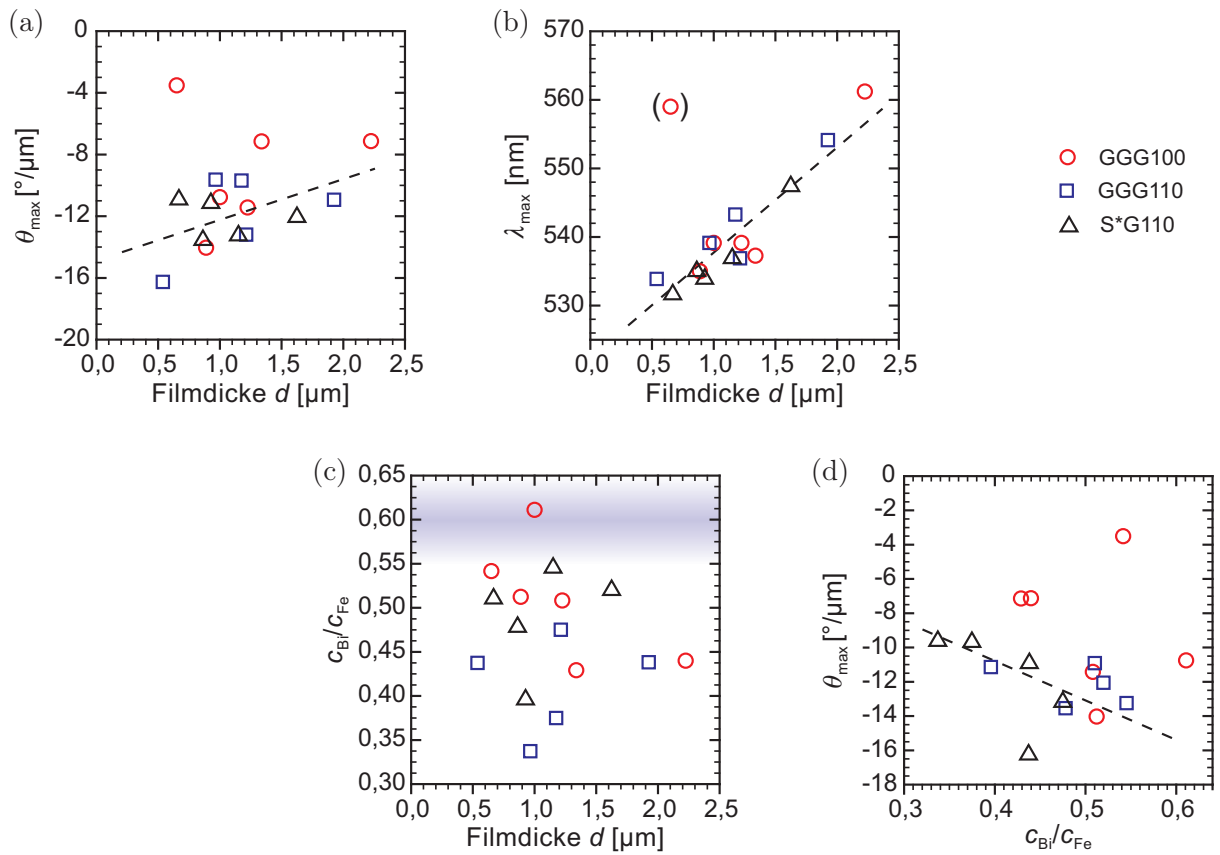 (a)
0
-4
-8
-12
-16
-20
θmax [°/µm]
0,0 0,5 1,0 1,5 2,0 2,5
Filmdicke d [µm]
(b)
570
560
550
540
530
λmax [nm]
( )
0,0 0,5 1,0 1,5 2,0 2,5
Filmdicke d [µm]
GGG100
GGG110
S*G110
(c)
0,65
0,60
0,55
0,50
0,45
0,40
0,35
0,30
cBi/cFe
0,0 0,5 1,0 1,5 2,0 2,5
Filmdicke d [µm]
(d)
0
-2
-4
-6
-8
-10
-12
-14
-16
-18
θmax [°/µm]
0,3 0,4 0,5 0,6
cBi/cFe